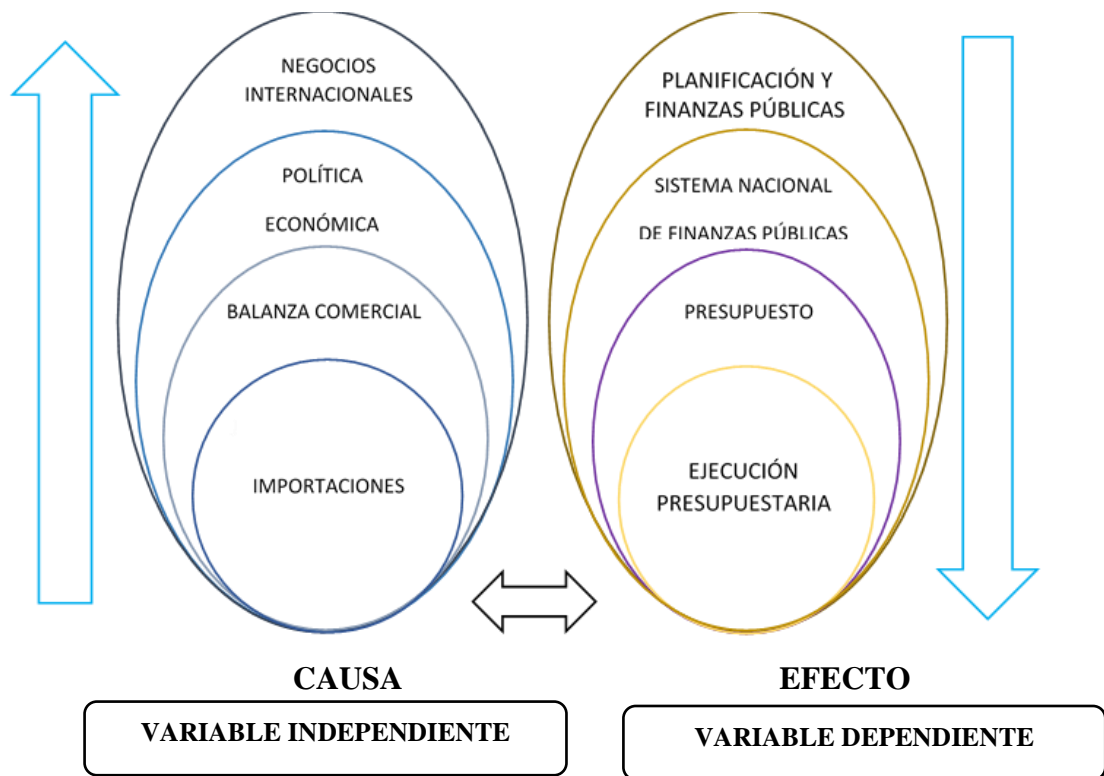 NEGOCIOS
INTERNACIONALES
POLÍTICA
ECONÓMICA
BALANZA COMERCIAL
IMPORTACIONES
PLANIFICACIÓN Y
FINANZAS PÚBLICAS
SISTEMA NACIONAL
DE FINANZAS PÚBLICAS
PRESUPUESTO
EJECUCIÓN
PRESUPUESTARIA
CAUSA
EFECTO
VARIABLE INDEPENDIENTE
VARIABLE DEPENDIENTE